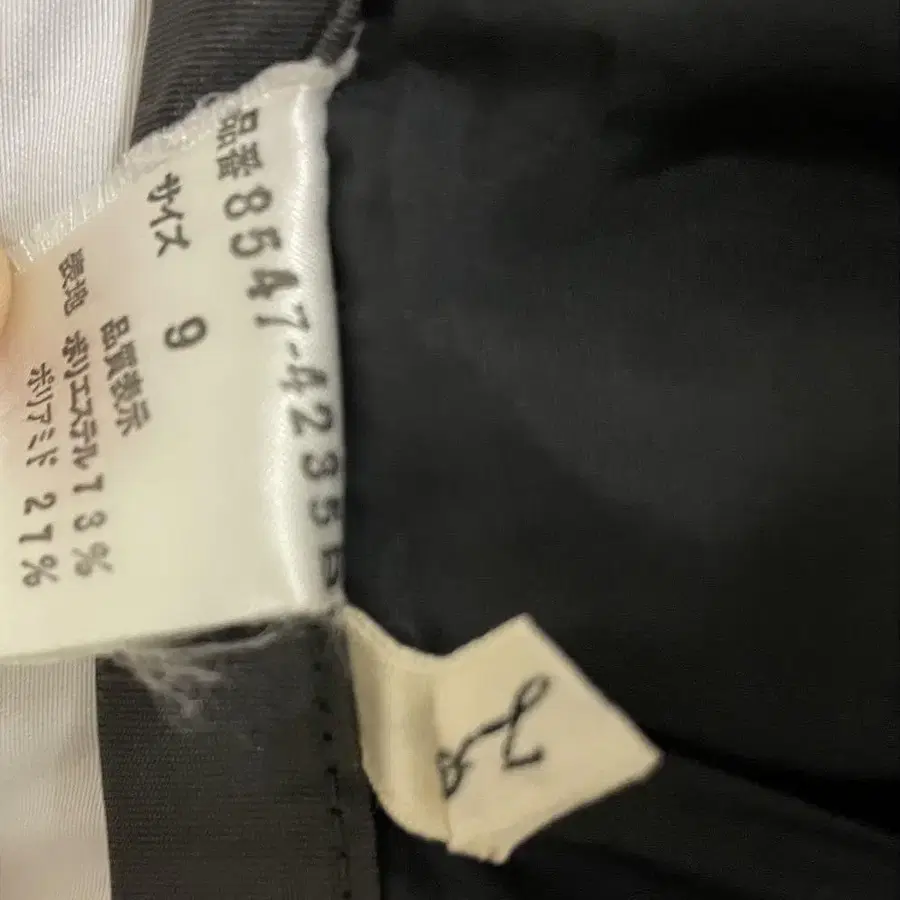 品番 8547-4235
サイズ 9
品質表示
表地 ポリエステル 73%
ポリアミド 27%